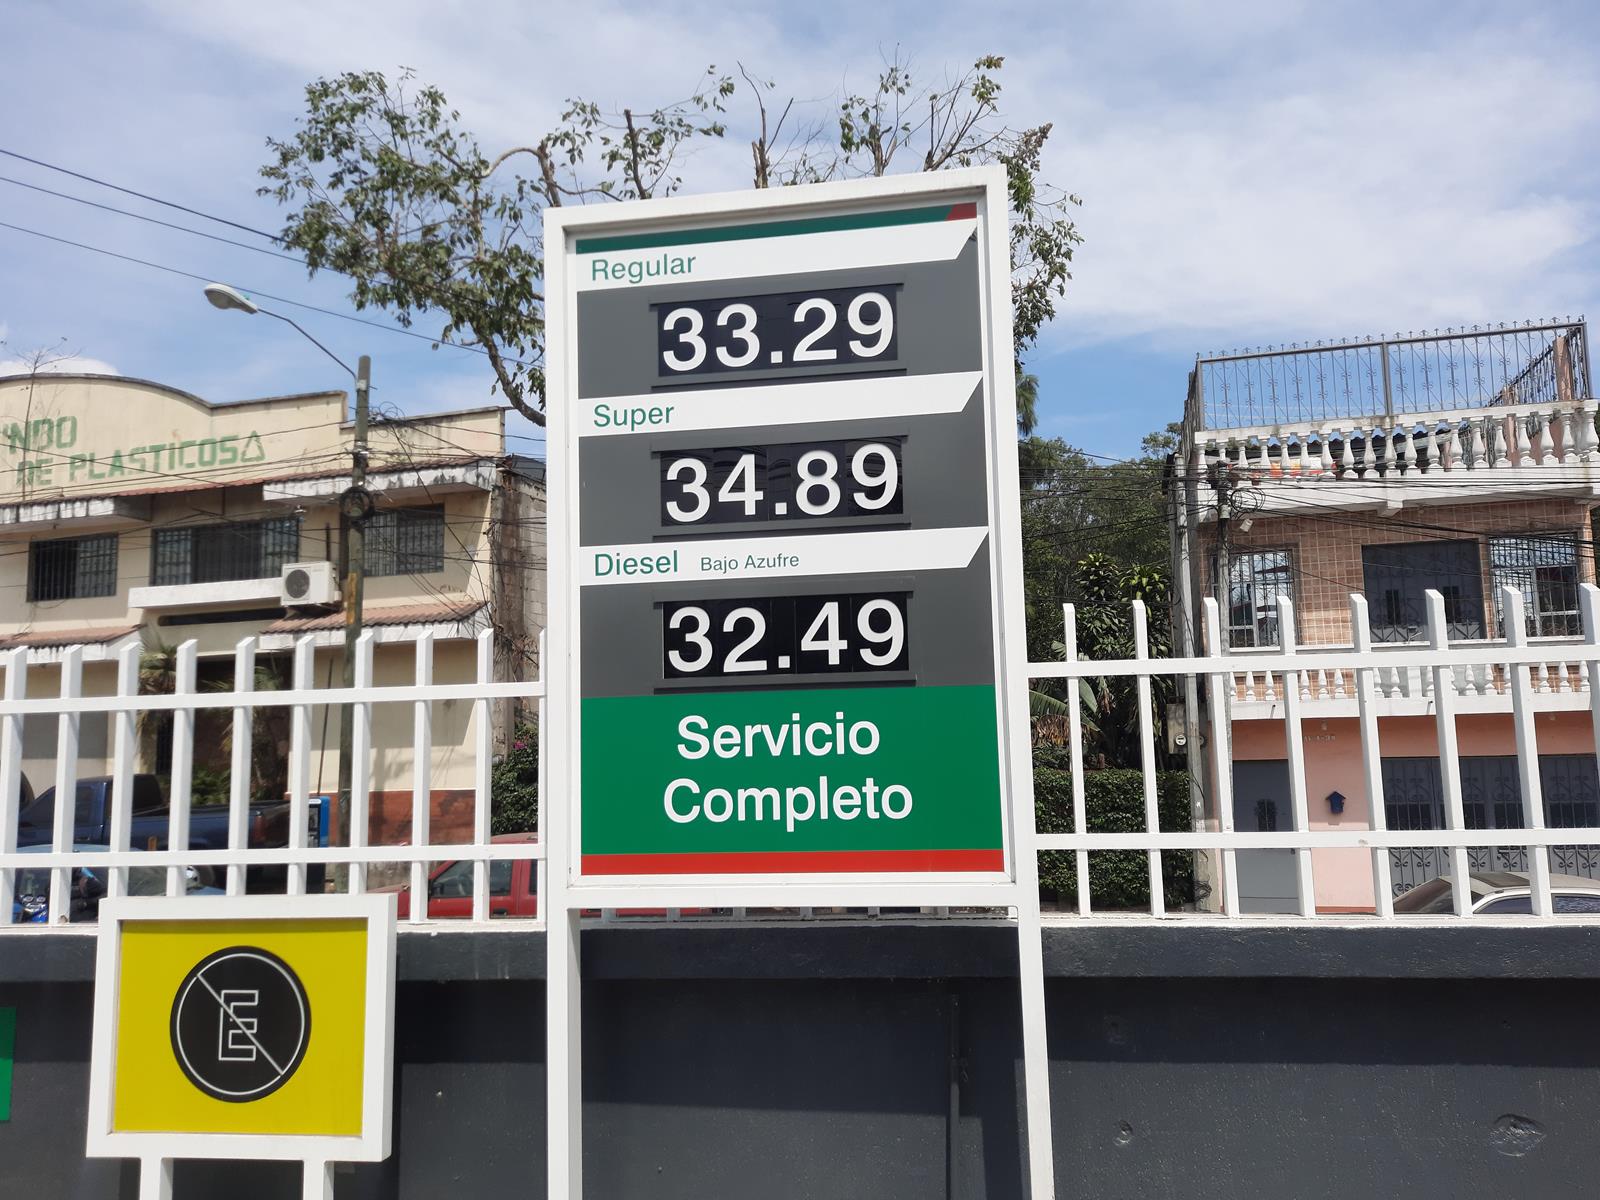 Regular
33.29
Super
34.89
Diesel Bajo Azufre
32.49
Servicio
Completo
DE PLASTICOS
E